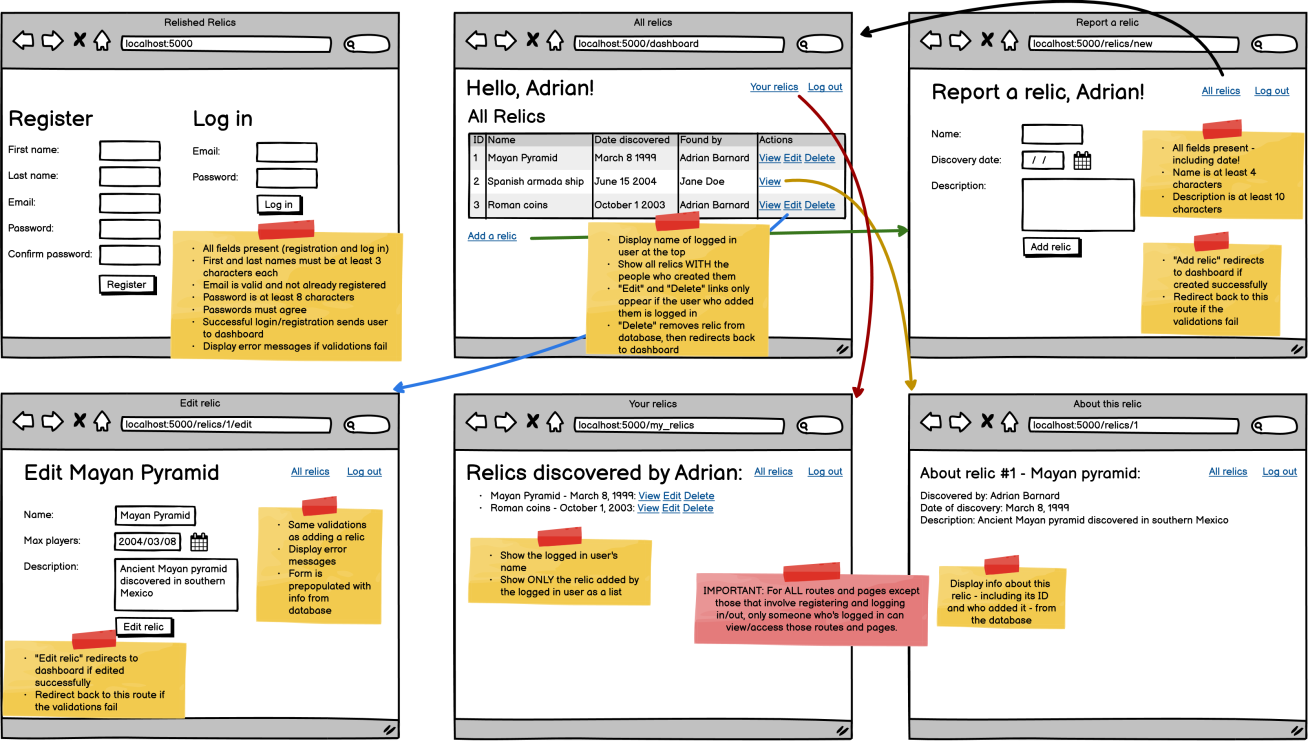 Relished Relics
localhost:5000
Register
First name:
Last name:
Email:
Password:
Confirm password:
Register
Log in
Email:
Password:
Log in
· All fields present (registration and log in)
· First and last names must be at least 3
characters each
· Email is valid and not already registered
· Password is at least 8 characters
· Passwords must agree
· Successful login/registration sends user
to dashboard
· Display error messages if validations fail
All relics
localhost:5000/dashboard
Hello, Adrian!
Your relics Log out
All Relics
ID Name Date discovered Found by Actions
1 Mayan Pyramid March 8 1999 Adrian Barnard View Edit Delete
2 Spanish armada ship June 15 2004 Jane Doe View
3 Roman coins October 1 2003 Adrian Barnard View Edit Delete
Add a relic
· Display name of logged in
user at the top
· Show all relics WITH the
people who created them
· "Edit" and "Delete" links only
appear if the user who added
them is logged in
· "Delete" removes relic from
database, then redirects back
to dashboard
Report a relic
localhost:5000/relics/new
Report a relic, Adrian!
All relics Log out
Name:
Discovery date: / /
Description:
Add relic
· All fields present -
including date!
· Name is at least 4
characters
· Description is at least 10
characters
· "Add relic" redirects
to dashboard if
created successfully
· Redirect back to this
route if the
validations fail
Edit relic
localhost:5000/relics/1/edit
Edit Mayan Pyramid
All relics Log out
Name: Mayan Pyramid
Max players: 2004/03/08
Description: Ancient Mayan pyramid
discovered in southern
Mexico
Edit relic
· Same validations
as adding a relic
· Display error
messages
· Form is
prepopulated with
info from
database
· "Edit relic" redirects to
dashboard if edited
successfully
· Redirect back to this route if
the validations fail
Your relics
localhost:5000/my_relics
Relics discovered by Adrian:
All relics Log out
· Mayan Pyramid - March 8, 1999: View Edit Delete
· Roman coins - October 1, 2003: View Edit Delete
· Show the logged in user's
name
· Show ONLY the relic added by
the logged in user as a list
IMPORTANT: For ALL routes and pages except
those that involve registering and logging
in/out, only someone who's logged in can
view/access those routes and pages.
About this relic
localhost:5000/relics/1
About relic #1 - Mayan pyramid:
All relics Log out
Discovered by: Adrian Barnard
Date of discovery: March 8, 1999
Description: Ancient Mayan pyramid discovered in southern Mexico
Display info about this
relic - including its ID
and who added it - from
the database